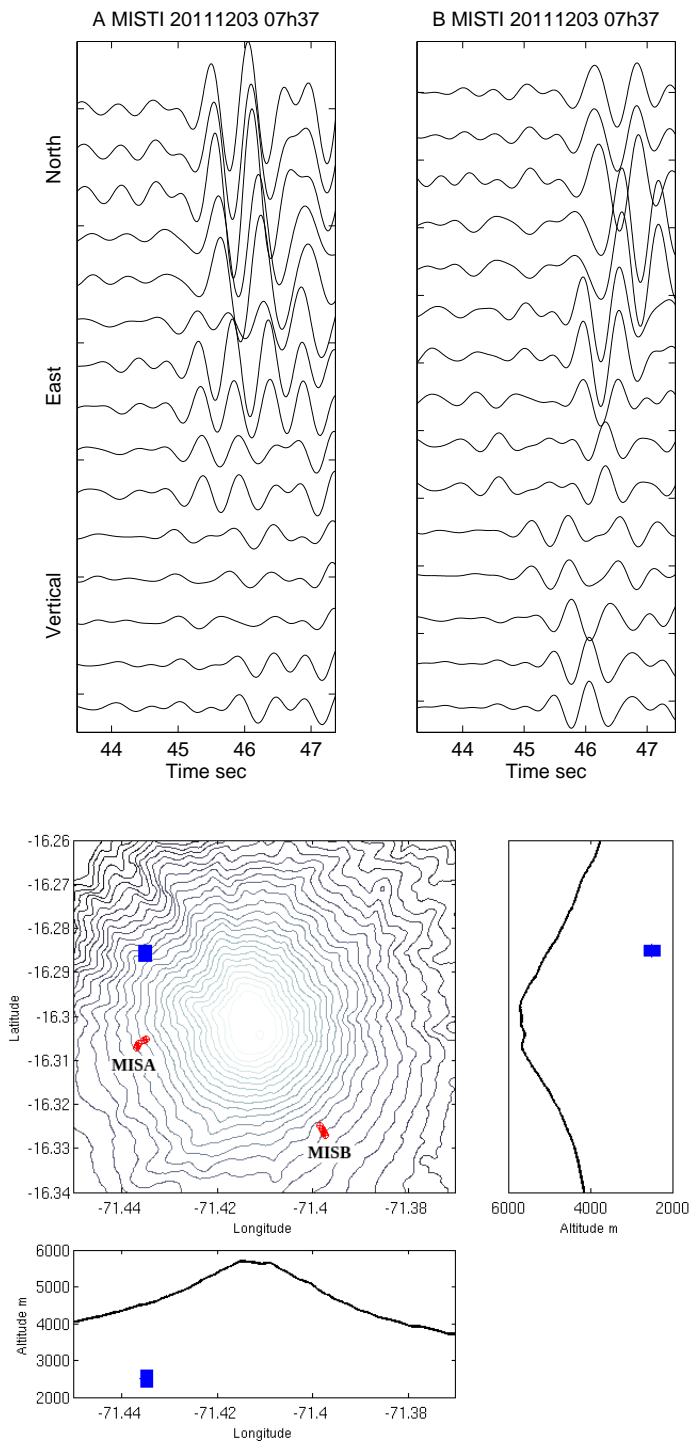 A MISTI 20111203 07h37
B MISTI 20111203 07h37
North
East
Vertical
44 45 46 47
Time sec
44 45 46 47
Time sec
-16.26
-16.27
-16.28
-16.29
-16.3
-16.31
-16.32
-16.33
-16.34
Latitude
MISA
MISB
-71.44 -71.42 -71.4 -71.38
Longitude
6000 4000 2000
Altitude m
6000
5000
4000
3000
2000
Altitude m
-71.44 -71.42 -71.4 -71.38
Longitude